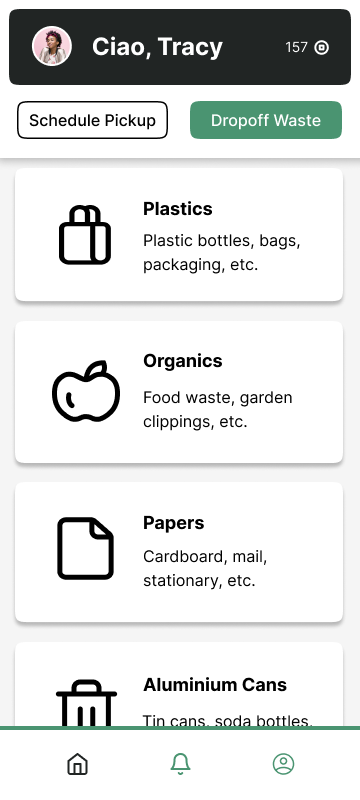 Ciao, Tracy
157
Schedule Pickup
Dropoff Waste
Plastics
Plastic bottles, bags,
packaging, etc.
Organics
Food waste, garden
clippings, etc.
Papers
Cardboard, mail,
stationary, etc.
Aluminium Cans
Tin cans, soda bottles,